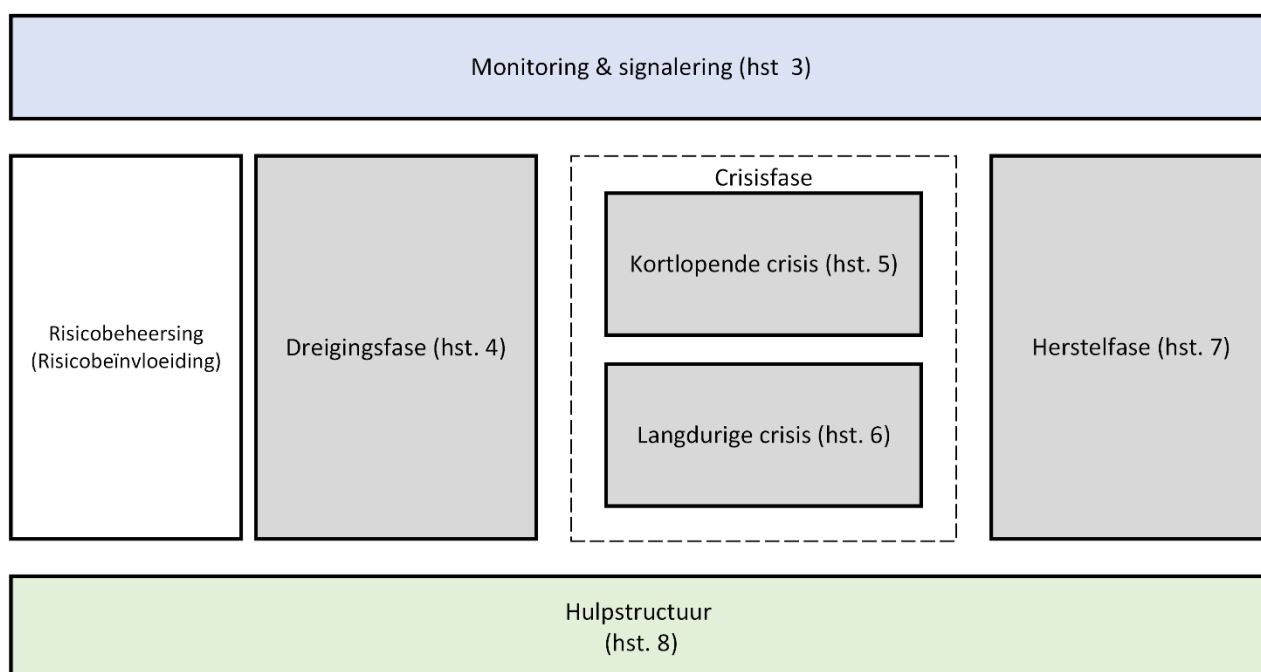 Monitoring & signalering (hst  3)
Risicobeheersing
(Risicobeïnvloeiding)
Dreigingsfase (hst. 4)
Crisisfase
Kortlopende crisis (hst. 5)
Langdurige crisis (hst. 6)
Herstelfase (hst. 7)
Hulpstructuur
(hst. 8)